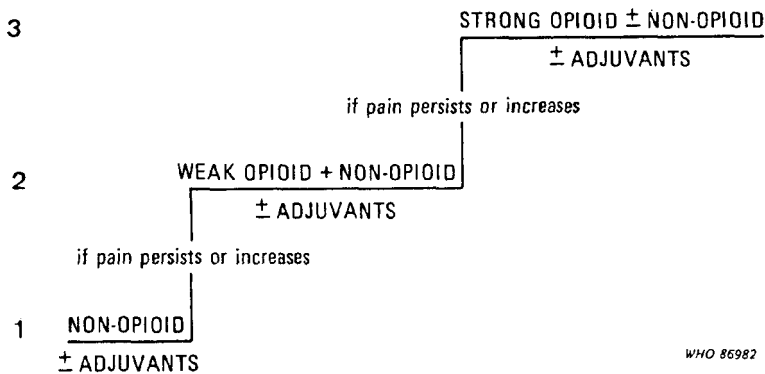 3
STRONG OPIOID ± NON-OPIOID
± ADJUVANTS
if pain persists or increases
2
WEAK OPIOID + NON-OPIOID
± ADJUVANTS
if pain persists or increases
1
NON-OPIOID
± ADJUVANTS
WHO 86982